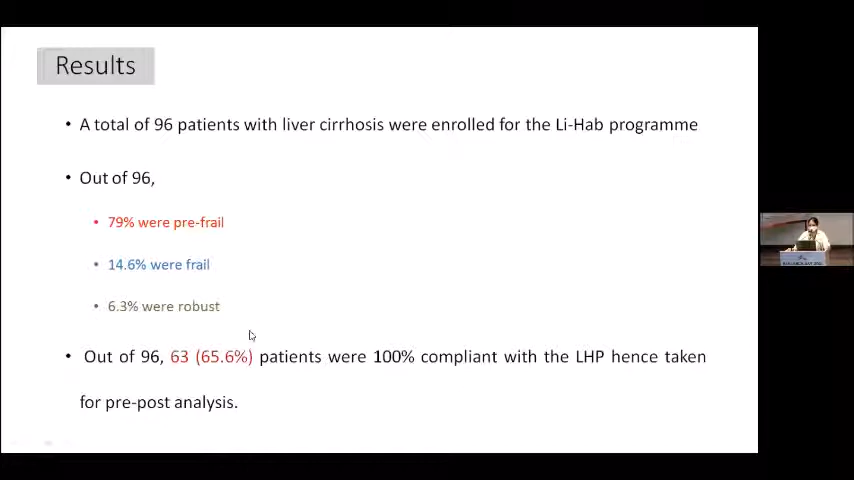 Results
• A total of 96 patients with liver cirrhosis were enrolled for the Li-Hab programme
• Out of 96,
• 79% were pre-frail
• 14.6% were frail
• 6.3% were robust
• Out of 96, 63 (65.6%) patients were 100% compliant with the LHP hence taken
for pre-post analysis.